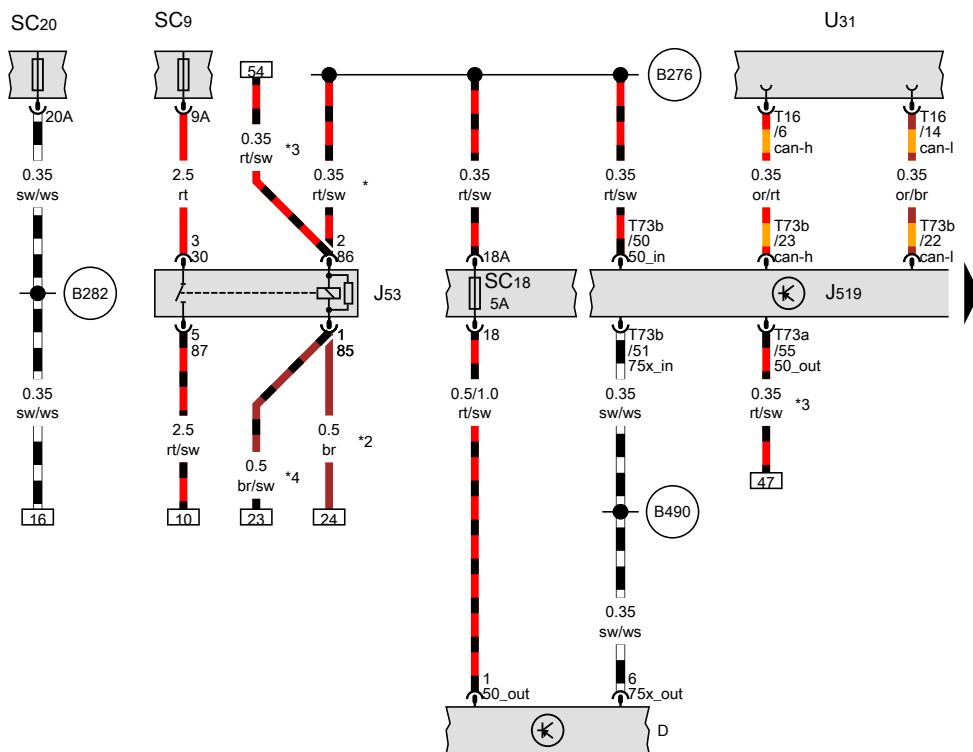 SC20
SC9
U31
54
B276
20A
9A
T16
/6
can-h
T16
/14
can-l
0.35
rt/sw
*3
0.35
sw/ws
2.5
rt
0.35
rt/sw
*
0.35
rt/sw
0.35
rt/sw
0.35
or/rt
0.35
or/br
3
30
2
86
18A
T73b
/50
50_in
T73b
/23
can-h
T73b
/22
can-l
B282
J53
SC18
5A
J519
5
87
1
85
18
T73b
/51
75x_in
T73a
/55
50_out
0.35
sw/ws
2.5
rt/sw
0.5
br/sw
*4
0.5
br
*2
0.5/1.0
rt/sw
0.35
sw/ws
0.35
rt/sw
*3
47
16
10
23
24
B490
0.35
sw/ws
1
50_out
6
75x_out
D